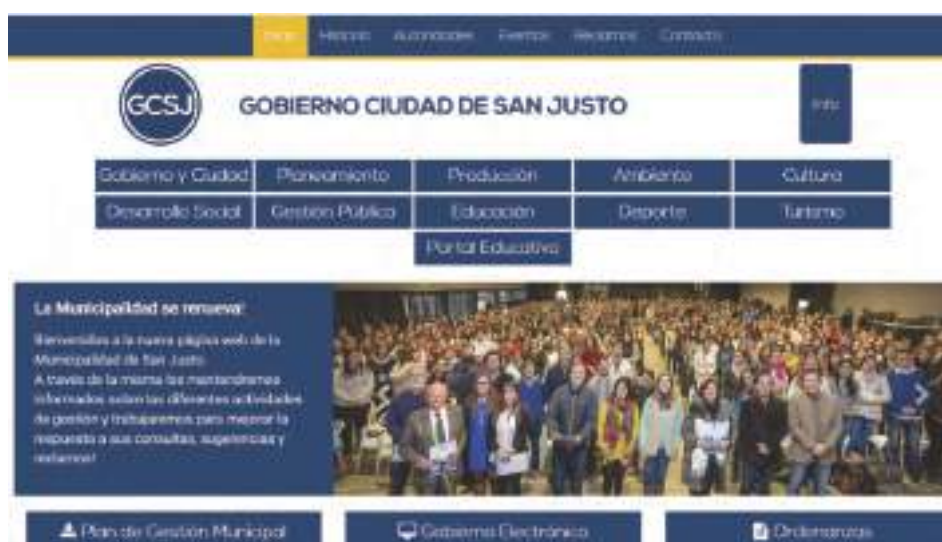 Inicio Historia Autoridades Eventos Reclamos Contacto
GCSJ
GOBIERNO CIUDAD DE SAN JUSTO
Info
Gobierno y Ciudad Planeamiento Producción Ambiente Cultura
Desarrollo Social Gestión Pública Educación Deporte Turismo
Portal Educativo
La Municipalidad se renueva!
Bienvenidos a la nueva página web de la
Municipalidad de San Justo
A través de la misma los mantendremos
informados sobre las diferentes actividades
de gestión y trabajaremos para mejorar la
respuesta a sus consultas, sugerencias y
reclamos!
Plan de Gestión Municipal Gobierno Electrónico Ordenanzas